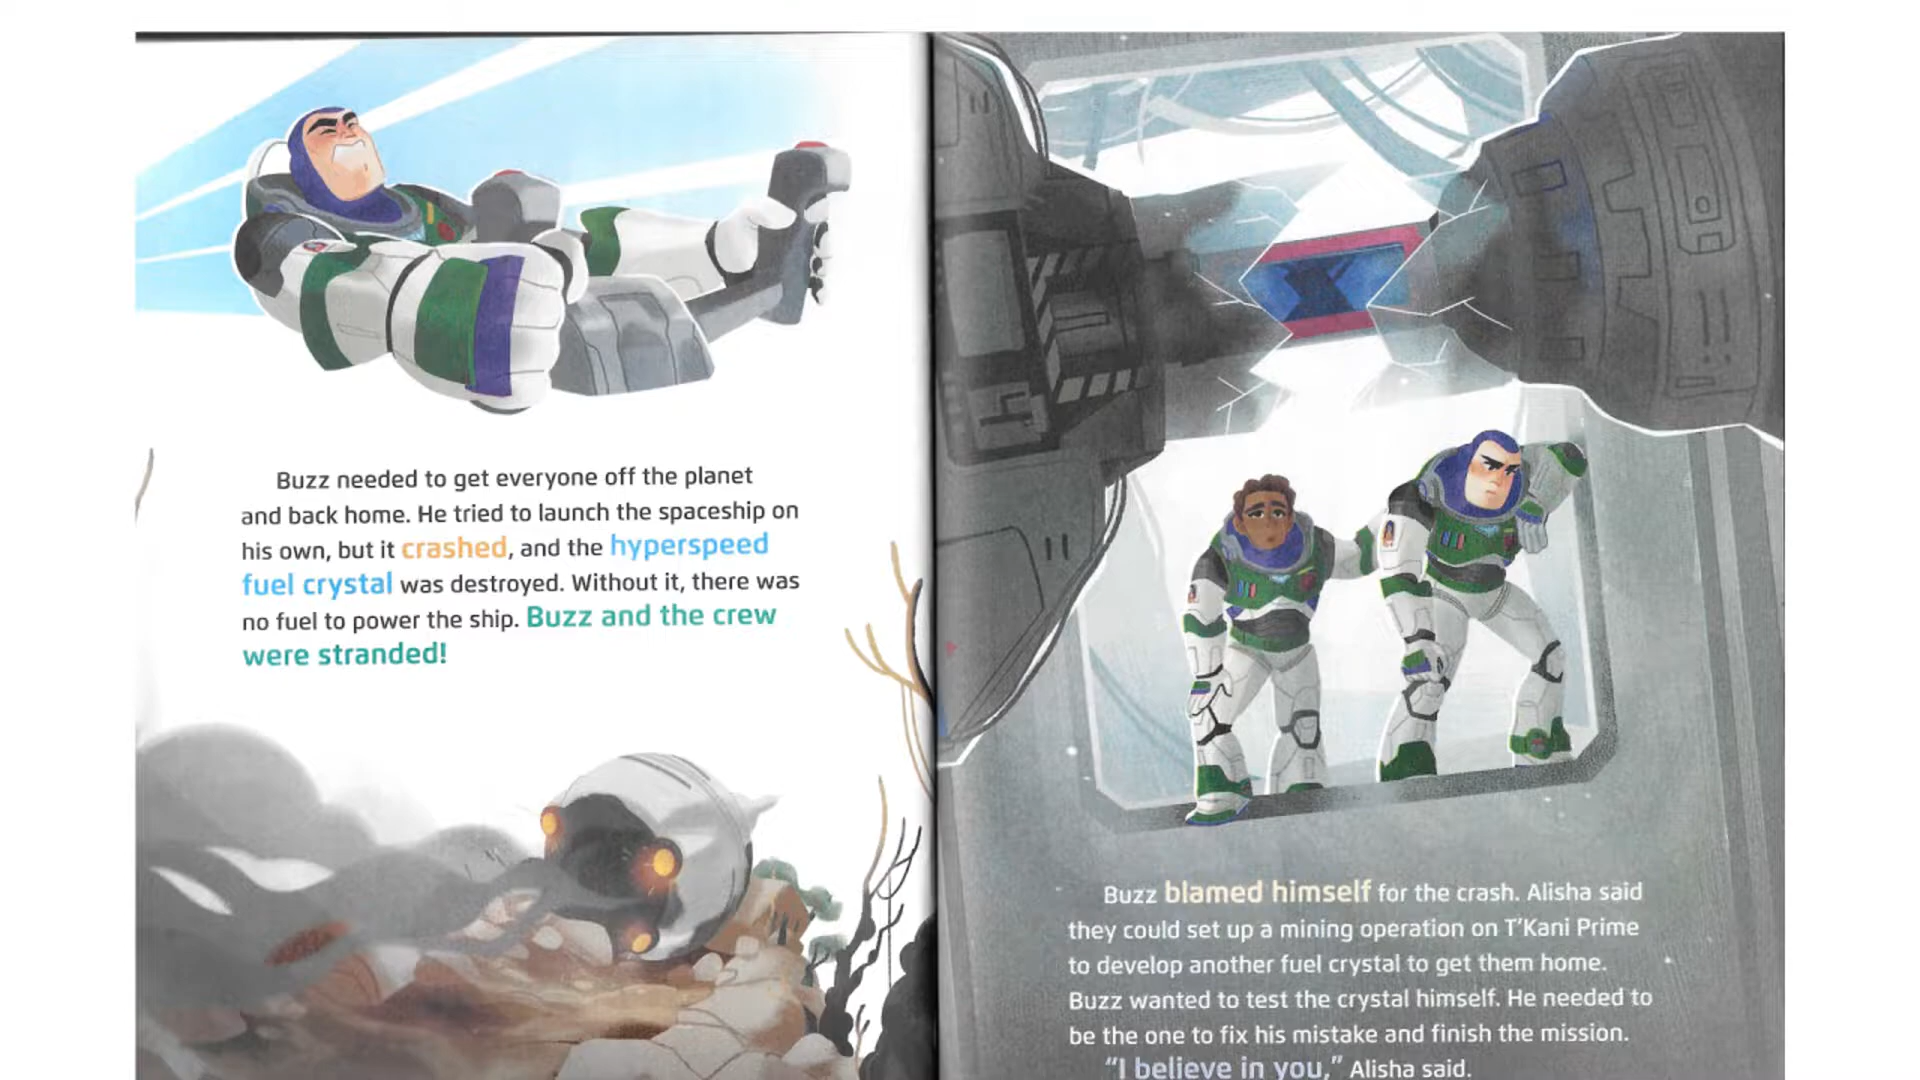 Buzz needed to get everyone off the planet
and back home. He tried to launch the spaceship on
his own, but it crashed, and the hyperspeed
fuel crystal was destroyed. Without it, there was
no fuel to power the ship. Buzz and the crew
were stranded!
Buzz blamed himself for the crash. Alisha said
they could set up a mining operation on T’Kani Prime
to develop another fuel crystal to get them home.
Buzz wanted to test the crystal himself. He needed to
be the one to fix his mistake and finish the mission.
“I believe in you,” Alisha said.